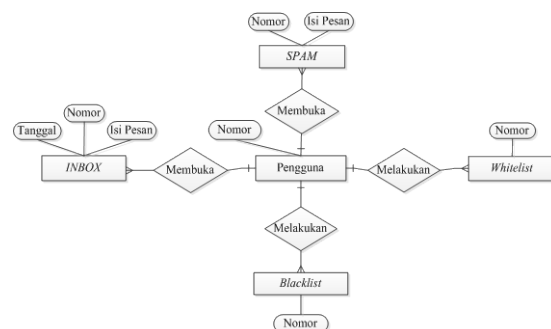 Nomor
Isi Pesan
SPAM
Membuka
Nomor
Tanggal
Isi Pesan
Nomor
Nomor
INBOX
Membuka
Pengguna
Melakukan
Whitelist
Melakukan
Blacklist
Nomor